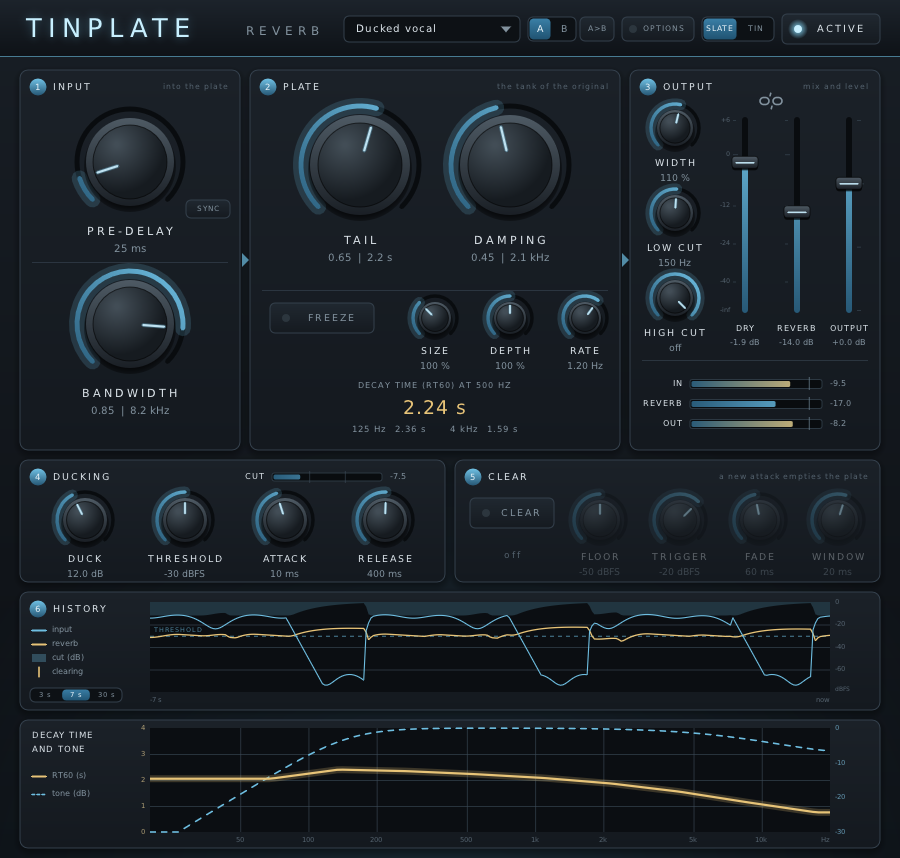 TINPLATE
REVERB
Ducked vocal
A B A>B
OPTIONS
SLATE TIN
ACTIVE
1 INPUT into the plate
PRE-DELAY
25 ms
SYNC
BANDWIDTH
0.85 | 8.2 kHz
2 PLATE the tank of the original
TAIL
0.65 | 2.2 s
DAMPING
0.45 | 2.1 kHz
FREEZE
SIZE
100 %
DEPTH
100 %
RATE
1.20 Hz
DECAY TIME (RT60) AT 500 HZ
2.24 s
125 Hz 2.36 s 4 kHz 1.59 s
3 OUTPUT mix and level
WIDTH
110 %
LOW CUT
150 Hz
HIGH CUT
off
+6
0
-12
-24
-40
-inf
DRY
-1.9 dB
REVERB
-14.0 dB
OUTPUT
+0.0 dB
IN -9.5
REVERB -17.0
OUT -8.2
4 DUCKING
CUT -7.5
DUCK
12.0 dB
THRESHOLD
-30 dBFS
ATTACK
10 ms
RELEASE
400 ms
5 CLEAR a new attack empties the plate
CLEAR
off
FLOOR
-50 dBFS
TRIGGER
-20 dBFS
FADE
60 ms
WINDOW
20 ms
6 HISTORY
input
reverb
cut (dB)
clearing
3 s 7 s 30 s
THRESHOLD
0
-20
-40
-60
dBFS
-7 s now
DECAY TIME
AND TONE
RT60 (s)
tone (dB)
4
3
2
1
0
0
-10
-20
-30
50 100 200 500 1k 2k 5k 10k Hz